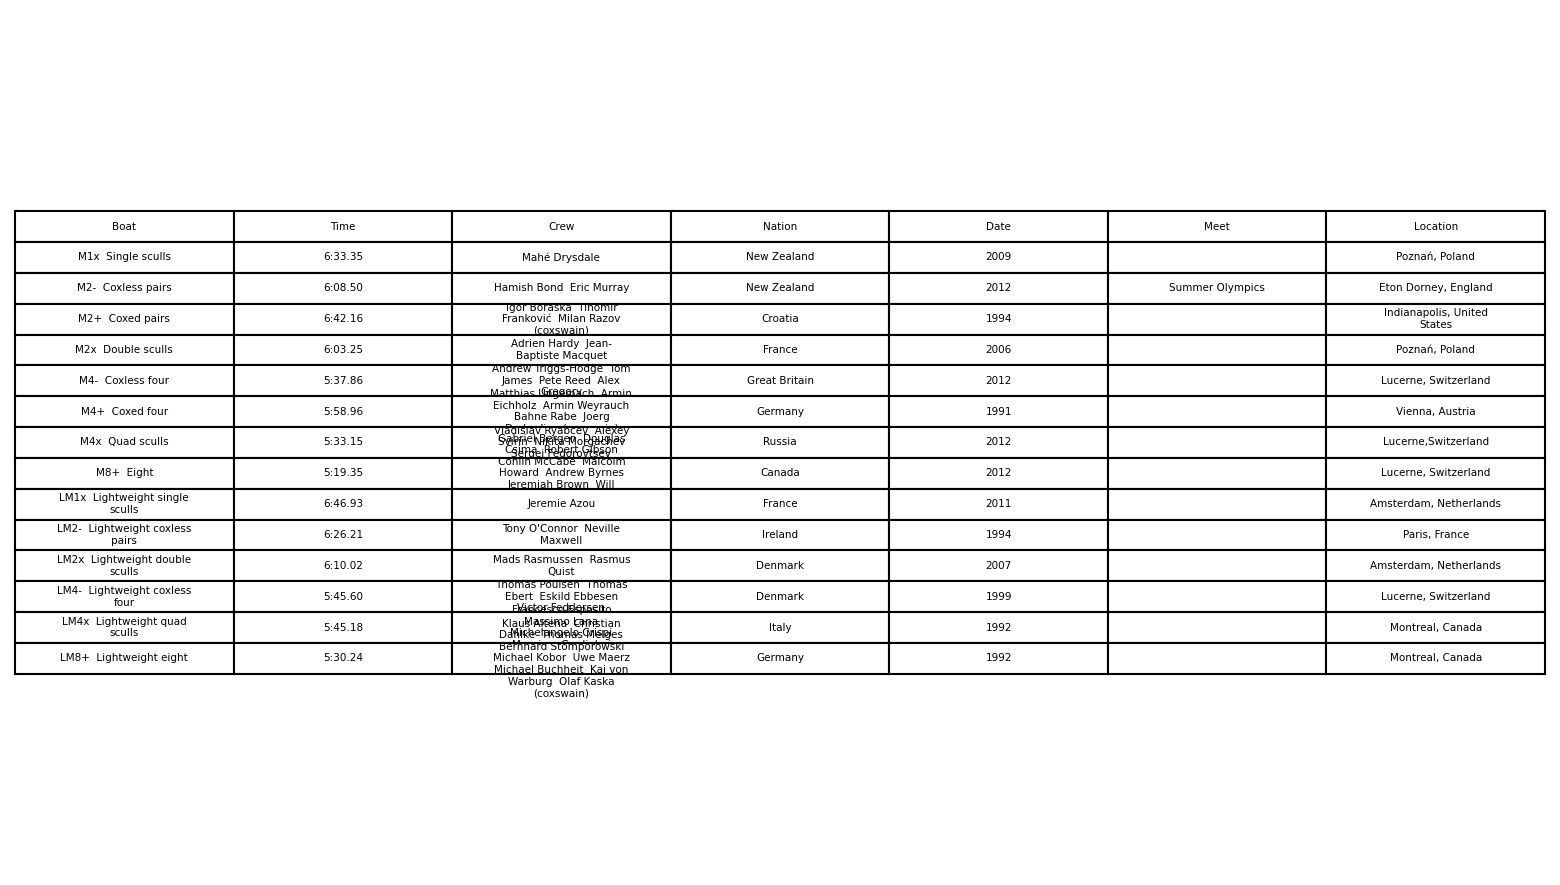 Boat Time Crew Nation Date Meet Location
M1x  Single sculls 6:33.35 Mahé Drysdale New Zealand 2009 Poznań, Poland
M2-  Coxless pairs 6:08.50 Hamish Bond  Eric Murray New Zealand 2012 Summer Olympics Eton Dorney, England
M2+  Coxed pairs 6:42.16 Igor Boraska  Tihomir
Franković  Milan Razov
(coxswain)
Croatia 1994 Indianapolis, United
States
M2x  Double sculls 6:03.25 Adrien Hardy  Jean-
Baptiste Macquet
France 2006 Poznań, Poland
M4-  Coxless four 5:37.86 Andrew Triggs-Hodge  Tom
James  Pete Reed  Alex
Gregory
Great Britain 2012 Lucerne, Switzerland
M4+  Coxed four 5:58.96 Matthias Ungemach  Armin
Eichholz  Armin Weyrauch
Bahne Rabe  Joerg
Germany 1991 Vienna, Austria
M4x  Quad sculls 5:33.15 Vladislav Ryabcev  Alexey
Svirin  Nikita Morgachev
Sergei Fedorovtsev
Russia 2012 Lucerne,Switzerland
M8+  Eight 5:19.35 Gabriel Bergen  Douglas
Csima  Robert Gibson
Conlin McCabe  Malcolm
Howard  Andrew Byrnes
Jeremiah Brown  Will
Canada 2012 Lucerne, Switzerland
LM1x  Lightweight single
sculls
6:46.93 Jeremie Azou France 2011 Amsterdam, Netherlands
LM2-  Lightweight coxless
pairs
6:26.21 Tony O'Connor  Neville
Maxwell
Ireland 1994 Paris, France
LM2x  Lightweight double
sculls
6:10.02 Mads Rasmussen  Rasmus
Quist
Denmark 2007 Amsterdam, Netherlands
LM4-  Lightweight coxless
four
5:45.60 Thomas Poulsen  Thomas
Ebert  Eskild Ebbesen
Victor Feddersen
Denmark 1999 Lucerne, Switzerland
LM4x  Lightweight quad
sculls
5:45.18 Francesco Esposito
Massimo Lana
Michelangelo Crispi
Italy 1992 Montreal, Canada
LM8+  Lightweight eight 5:30.24 Klaus Altena  Christian
Dahlke  Thomas Melges
Bernhard Stomporowski
Michael Kobor  Uwe Maerz
Michael Buchheit  Kai von
Warburg  Olaf Kaska
(coxswain)
Germany 1992 Montreal, Canada